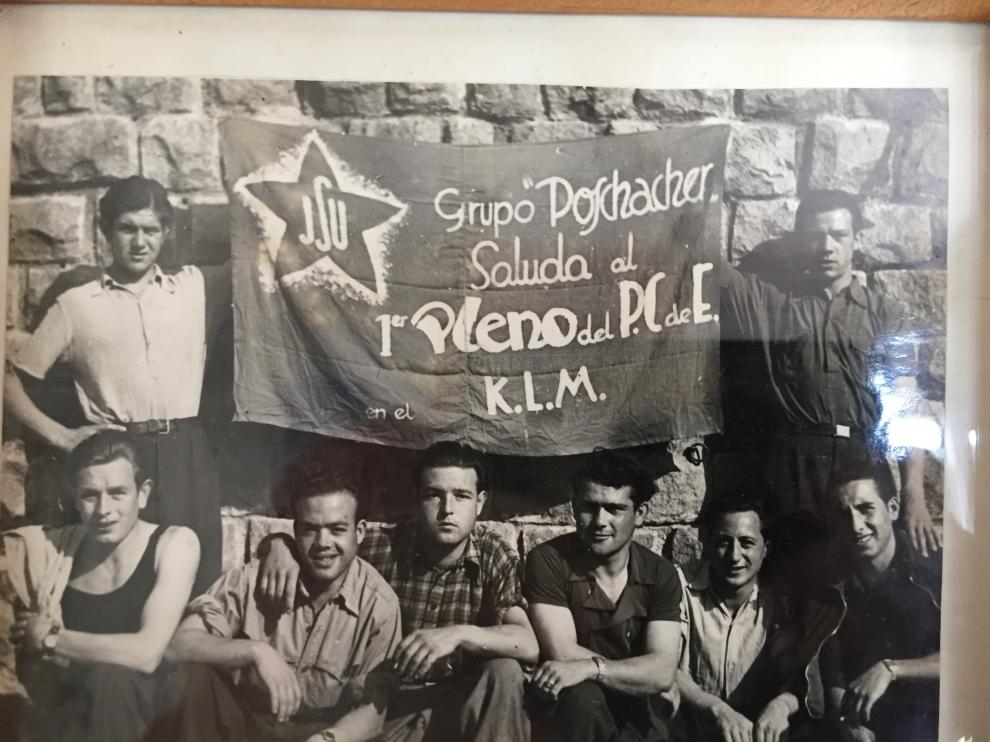 JSU
Grupo "Poschacher"
Saluda al
1er Pleno del P.C de E.
en el K.L.M.